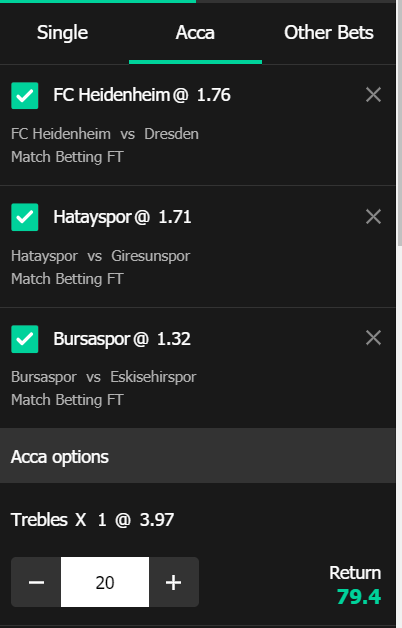 Single Acca Other Bets
FC Heidenheim @ 1.76
FC Heidenheim vs Dresden
Match Betting FT
Hatayspor @ 1.71
Hatayspor vs Giresunspor
Match Betting FT
Bursaspor @ 1.32
Bursaspor vs Eskisehirspor
Match Betting FT
Acca options
Trebles X 1 @ 3.97
− 20 + Return
79.4